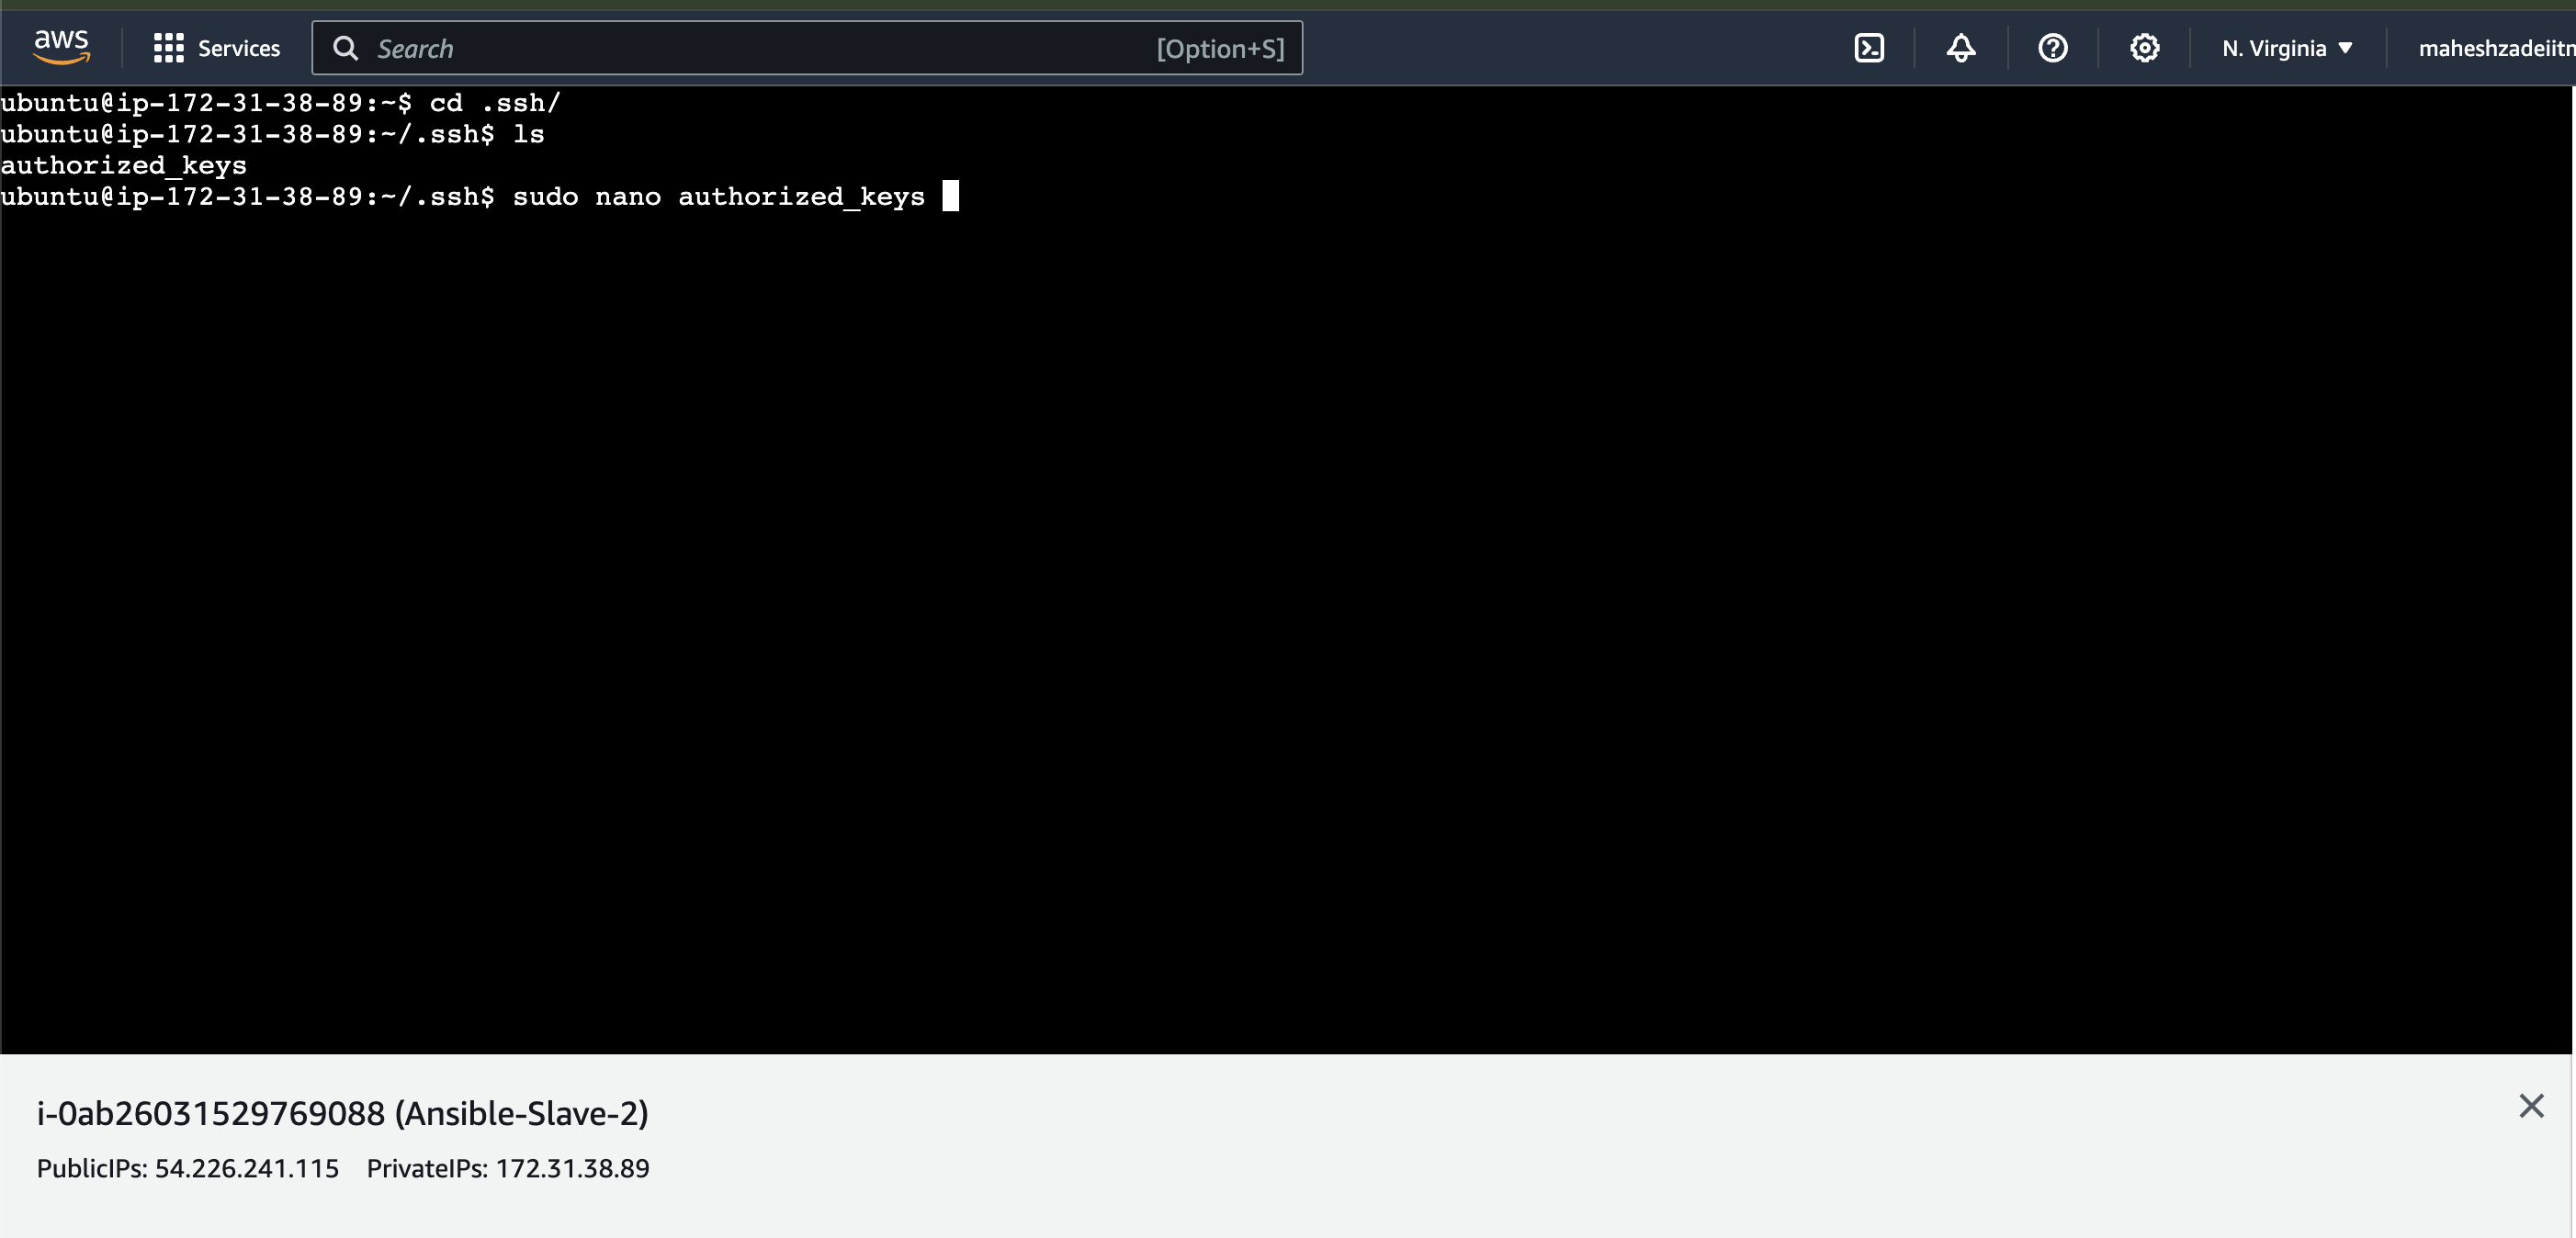 aws Services Search [Option+S] N. Virginia maheshzadeiitm
ubuntu@ip-172-31-38-89:~$ cd .ssh/
ubuntu@ip-172-31-38-89:~/.ssh$ ls
authorized_keys
ubuntu@ip-172-31-38-89:~/.ssh$ sudo nano authorized_keys
i-0ab26031529769088 (Ansible-Slave-2)
PublicIPs: 54.226.241.115 PrivateIPs: 172.31.38.89